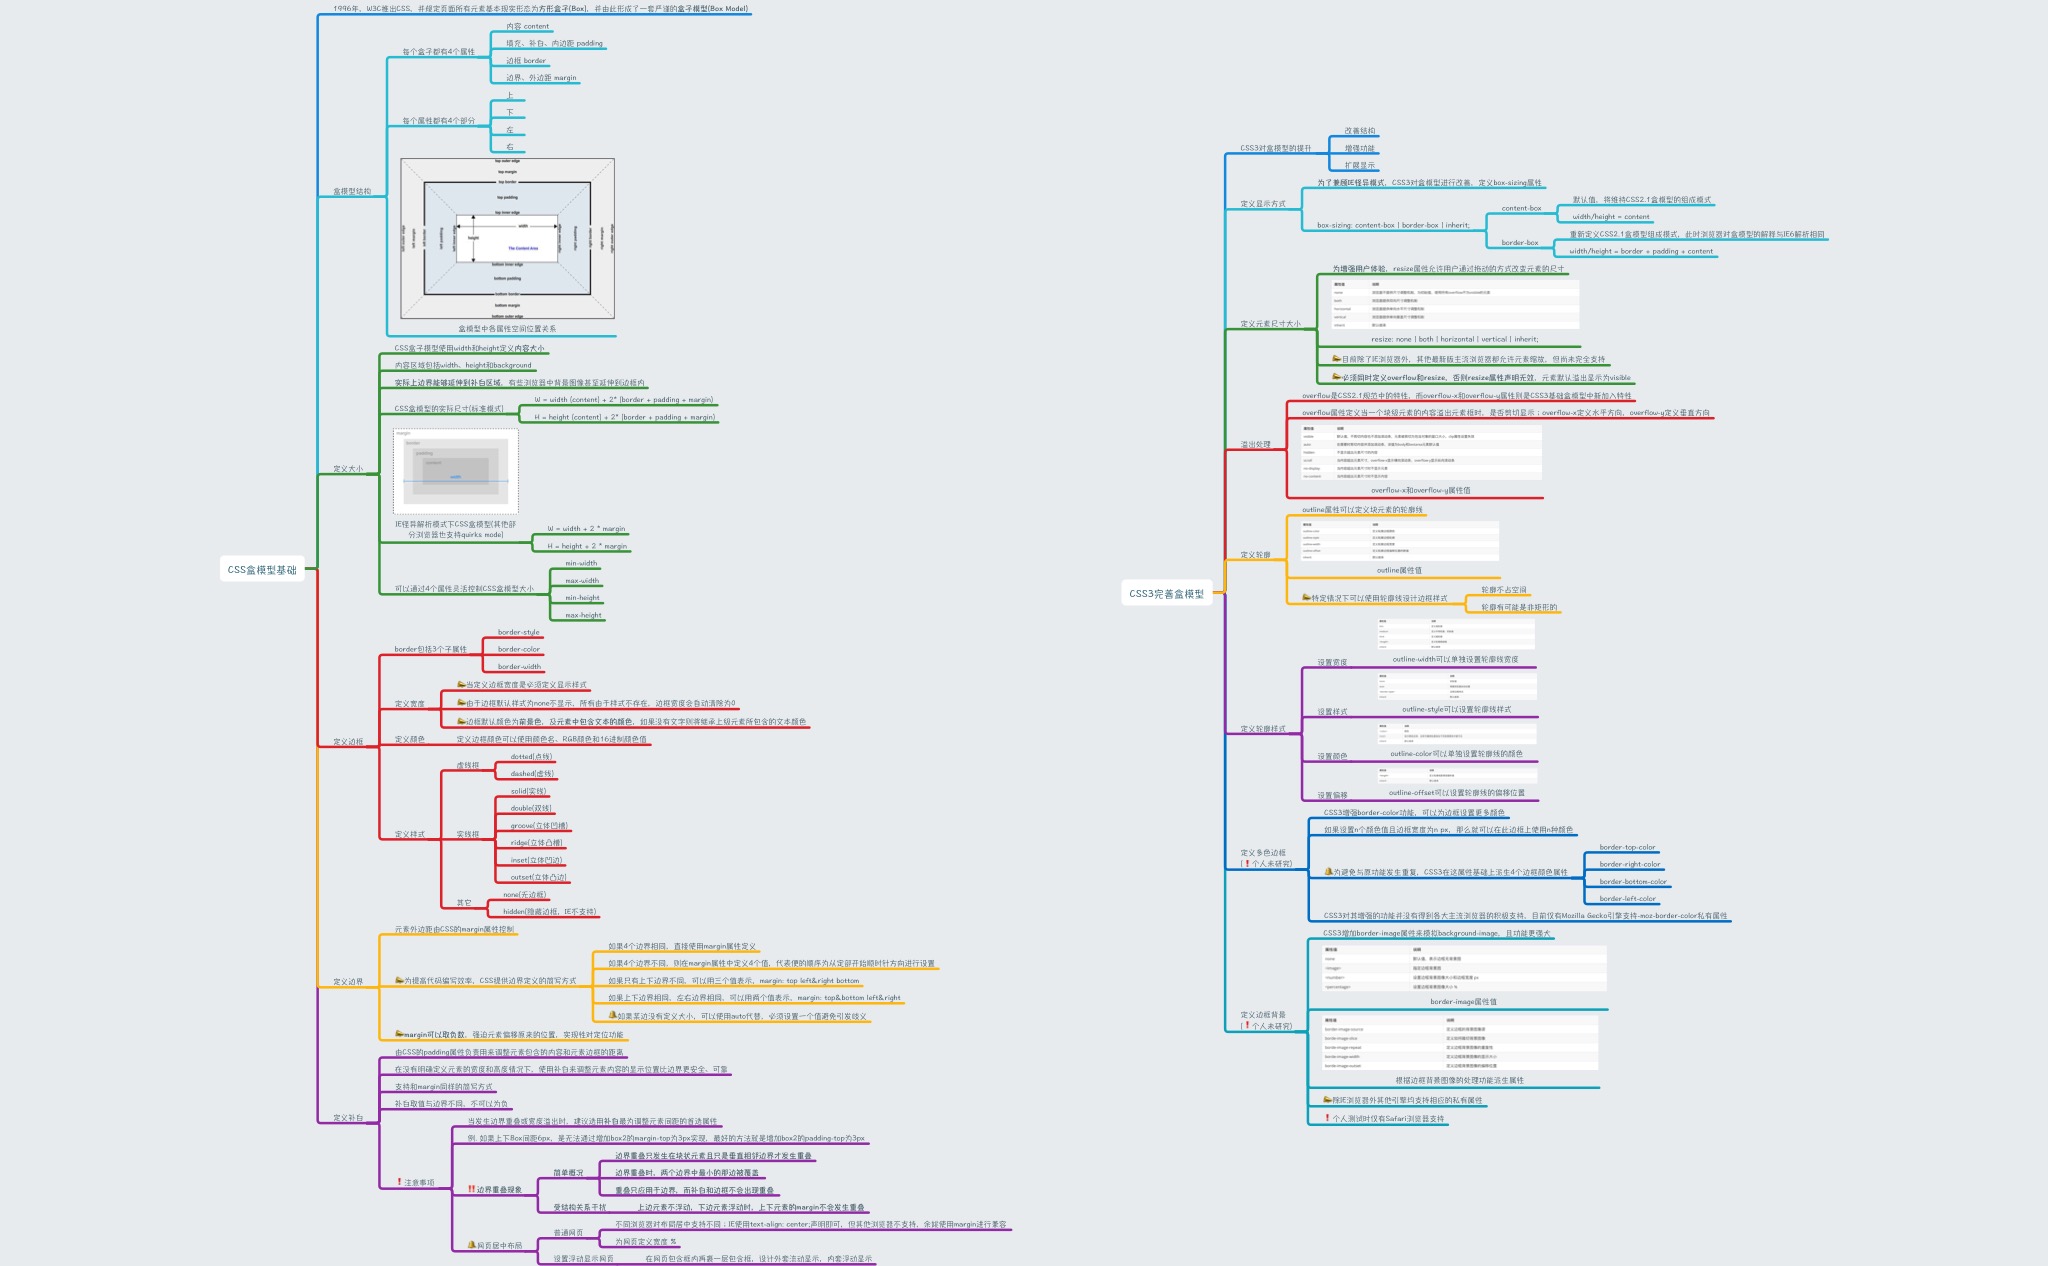 CSS盒模型基础
1996年，W3C推出CSS，并规定页面所有元素基本现实形态为方形盒子(Box)，并由此形成了一套严谨的盒子模型(Box Model)
盒模型结构
每个盒子都有4个属性
内容 content
填充、补白、内边距 padding
边框 border
边界、外边距 margin
每个属性都有4个部分
上
下
左
右
top outer edge
top margin
top border
top padding
top inner edge
width
height
The Content Area
bottom inner edge
bottom padding
bottom border
bottom margin
bottom outer edge
盒模型中各属性空间位置关系
定义大小
CSS盒子模型使用width和height定义内容大小
内容区域包括width、height和background
实际上边界能够延伸到补白区域，有些浏览器中背景图像甚至延伸到边框内
CSS盒模型的实际尺寸(标准模式)
W = width (content) + 2* (border + padding + margin)
H = height (content) + 2* (border + padding + margin)
margin
border
padding
content
width
IE怪异解析模式下CSS盒模型(其他部
分浏览器也支持quirks mode)
W = width + 2 * margin
H = height + 2 * margin
可以通过4个属性灵活控制CSS盒模型大小
min-width
max-width
min-height
max-height
定义边框
border包括3个子属性
border-style
border-color
border-width
定义宽度
当定义边框宽度是必须定义显示样式
由于边框默认样式为none不显示，所有由于样式不存在，边框宽度会自动清除为0
边框默认颜色为前景色，及元素中包含文本的颜色，如果没有文字则将继承上级元素所包含的文本颜色
定义颜色
定义边框颜色可以使用颜色名、RGB颜色和16进制颜色值
定义样式
虚线框
dotted(点线)
dashed(虚线)
实线框
solid(实线)
double(双线)
groove(立体凹槽)
ridge(立体凸槽)
inset(立体凹边)
outset(立体凸边)
其它
none(无边框)
hidden(隐藏边框，IE不支持)
定义边界
元素外边距由CSS的margin属性控制
为提高代码编写效率，CSS提供边界定义的简写方式
如果4个边界相同，直接使用margin属性定义
如果4个边界不同，则在margin属性中定义4个值，代表使的顺序为从定部开始顺时针方向进行设置
如果只有上下边界不同，可以用三个值表示，margin: top left&right bottom
如果上下边界相同，左右边界相同，可以用两个值表示，margin: top&bottom left&right
如果某边没有定义大小，可以使用auto代替，必须设置一个值避免引发歧义
margin可以取负数，强迫元素偏移原来的位置，实现性对定位功能
定义补白
由CSS的padding属性负责用来调整元素包含的内容和元素边框的距离
在没有明确定义元素的宽度和高度情况下，使用补白来调整元素内容的显示位置比边界更安全、可靠
支持和margin同样的简写方式
补白取值与边界不同，不可以为负
注意事项
当发生边界重叠或宽度溢出时，建议选用补白最为调整元素间距的首选属性
例. 如果上下Box间距6px，是无法通过增加box2的margin-top为3px实现，最好的方法就是增加box2的padding-top为3px
边界重叠现象
简单概况
边界重叠只发生在块状元素且只是垂直相邻边界才发生重叠
边界重叠时，两个边界中最小的那边被覆盖
重叠只应用于边界，而补白和边框不会出现重叠
受结构关系干扰
上边元素不浮动，下边元素浮动时，上下元素的margin不会发生重叠
网页居中布局
普通网页
不同浏览器对布局居中支持不同；IE使用text-align: center;声明即可，但其他浏览器不支持，余能使用margin进行兼容
为网页定义宽度 %
设置浮动显示网页
在网页包含框内再裹一层包含框，设计外套流动显示，内套浮动显示
CSS3完善盒模型
CSS3对盒模型的提升
改善结构
增强功能
扩展显示
定义显示方式
为了兼顾IE怪异模式，CSS3对盒模型进行改善，定义box-sizing属性
box-sizing: content-box | border-box | inherit;
content-box
默认值，将维持CSS2.1盒模型的组成模式
width/height = content
border-box
重新定义CSS2.1盒模型组成模式，此时浏览器对盒模型的解释与IE6解析相同
width/height = border + padding + content
定义元素尺寸大小
为增强用户体验，resize属性允许用户通过拖动的方式改变元素的尺寸
resize: none | both | horizontal | vertical | inherit;
目前除了IE浏览器外，其他最新版主流浏览器都允许元素缩放，但尚未完全支持
必须同时定义overflow和resize，否则resize属性声明无效，元素默认溢出显示为visible
溢出处理
overflow是CSS2.1规范中的特性，而overflow-x和overflow-y属性则是CSS3基础盒模型中新加入特性
overflow属性定义当一个块级元素的内容溢出元素框时，是否剪切显示；overflow-x定义水平方向，overflow-y定义垂直方向
overflow-x和overflow-y属性值
定义轮廓
outline属性可以定义块元素的轮廓线
outline属性值
特定情况下可以使用轮廓线设计边框样式
轮廓不占空间
轮廓有可能是非矩形的
定义轮廓样式
设置宽度
outline-width可以单独设置轮廓线宽度
设置样式
outline-style可以设置轮廓线样式
设置颜色
outline-color可以单独设置轮廓线的颜色
设置偏移
outline-offset可以设置轮廓线的偏移位置
定义多色边框
(个人未研究)
CSS3增强border-color功能，可以为边框设置更多颜色
如果设置n个颜色值且边框宽度为n px，那么就可以在此边框上使用n种颜色
为避免与原功能发生重复，CSS3在这属性基础上派生4个边框颜色属性
border-top-color
border-right-color
border-bottom-color
border-left-color
CSS3对其增强的功能并没有得到各大主流浏览器的积极支持，目前仅有Mozilla Gecko引擎支持-moz-border-color私有属性
定义边框背景
(个人未研究)
CSS3增加border-image属性来模拟background-image，且功能更强大
border-image属性值
根据边框背景图像的处理功能派生属性
除IE浏览器外其他引擎均支持相应的私有属性
个人测试时仅有Safari浏览器支持